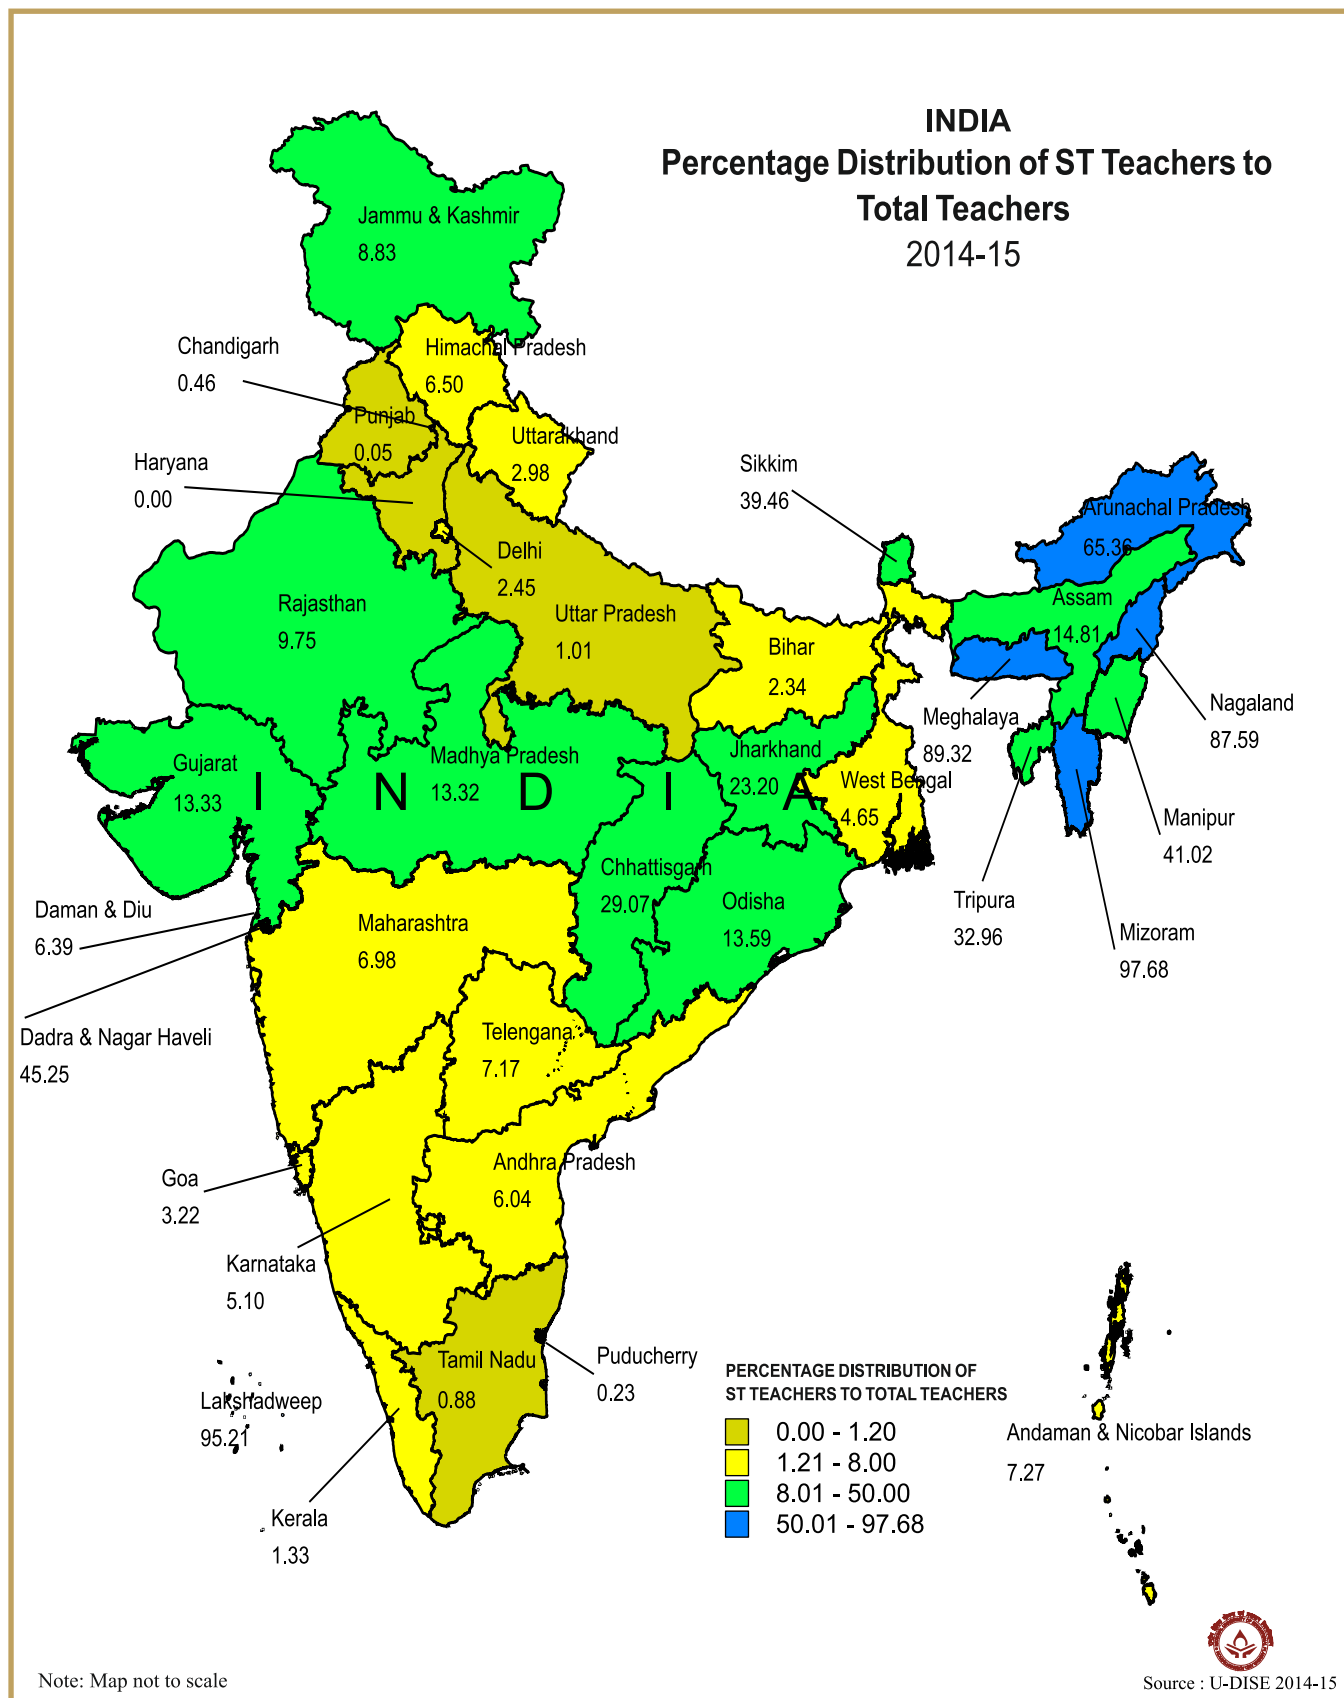 INDIA
Percentage Distribution of ST Teachers to
Total Teachers
2014-15
Jammu & Kashmir
8.83
Chandigarh
0.46
Himachal Pradesh
6.50
Punjab
0.05
Uttarakhand
2.98
Haryana
0.00
Sikkim
39.46
Arunachal Pradesh
65.36
Delhi
2.45
Rajasthan
9.75
Uttar Pradesh
1.01
Assam
14.81
Bihar
2.34
Meghalaya
89.32
Nagaland
87.59
Gujarat
13.33
Madhya Pradesh
13.32
Jharkhand
23.20
West Bengal
4.65
I N D I A
Manipur
41.02
Chhattisgarh
29.07
Odisha
13.59
Tripura
32.96
Mizoram
97.68
Daman & Diu
6.39
Maharashtra
6.98
Dadra & Nagar Haveli
45.25
Telengana
7.17
Goa
3.22
Andhra Pradesh
6.04
Karnataka
5.10
Tamil Nadu
0.88
Puducherry
0.23
Lakshadweep
95.21
Kerala
1.33
Andaman & Nicobar Islands
7.27
PERCENTAGE DISTRIBUTION OF
ST TEACHERS TO TOTAL TEACHERS
0.00 - 1.20
1.21 - 8.00
8.01 - 50.00
50.01 - 97.68
Note: Map not to scale
Source : U-DISE 2014-15